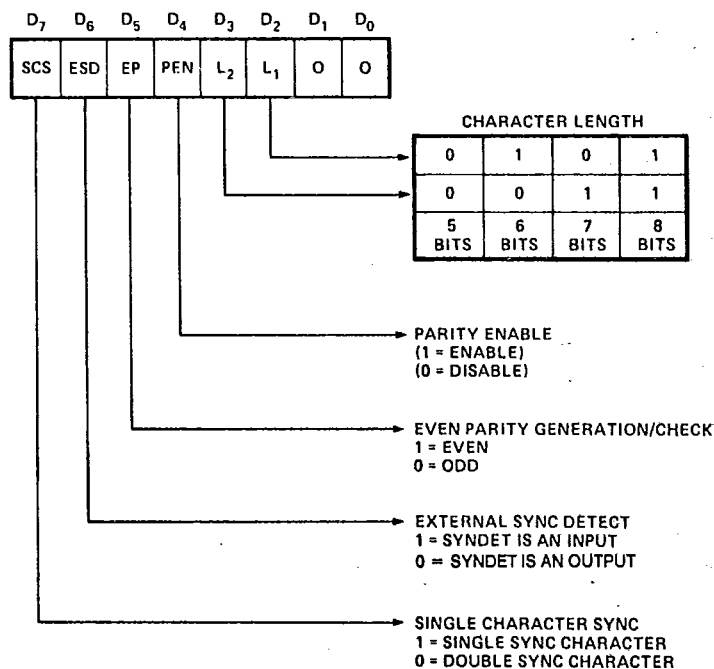 D7 D6 D5 D4 D3 D2 D1 D0
SCS ESD EP PEN L2 L1 0 0
CHARACTER LENGTH
0 1 0 1
0 0 1 1
5 BITS 6 BITS 7 BITS 8 BITS
PARITY ENABLE
(1 = ENABLE)
(0 = DISABLE)
EVEN PARITY GENERATION/CHECK
1 = EVEN
0 = ODD
EXTERNAL SYNC DETECT
1 = SYNDET IS AN INPUT
0 = SYNDET IS AN OUTPUT
SINGLE CHARACTER SYNC
1 = SINGLE SYNC CHARACTER
0 = DOUBLE SYNC CHARACTER